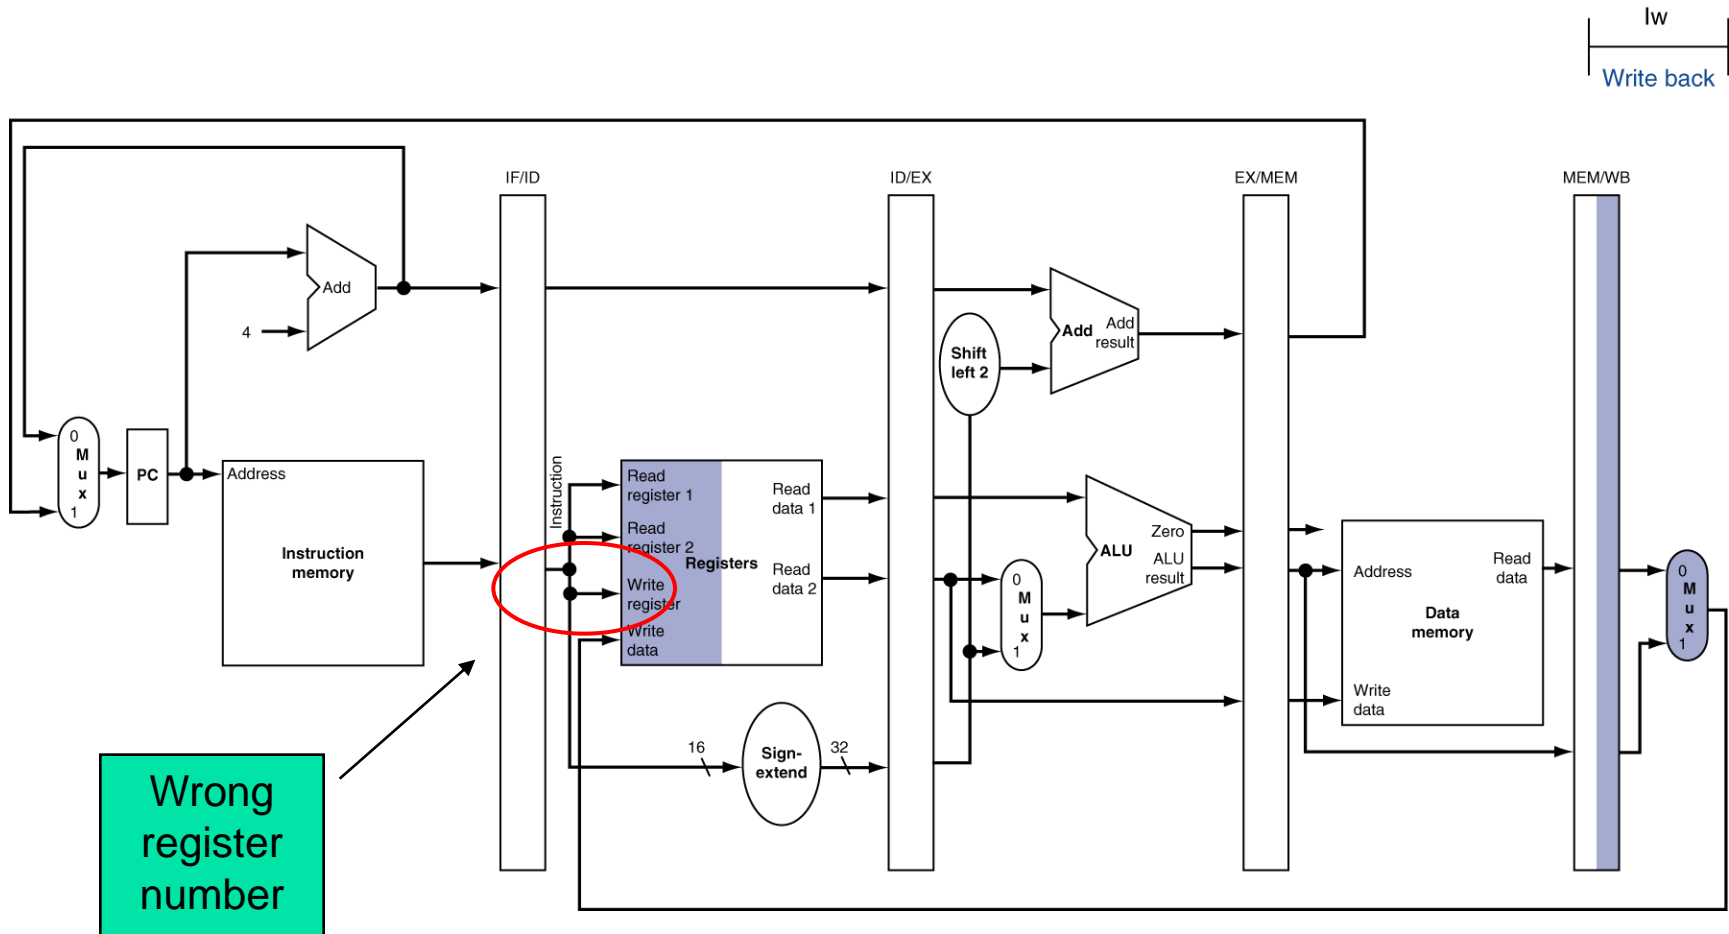 lw
Write back
IF/ID
ID/EX
EX/MEM
MEM/WB
Add
4
Shift
left 2
Add
Add
result
0
M
u
x
1
PC
Address
Instruction
memory
Instruction
Read
register 1
Read
register 2
Write
register
Write
data
Registers
Read
data 1
Read
data 2
16
Sign-
extend
32
0
M
u
x
1
Zero
ALU
ALU
result
Address
Read
data
Data
memory
Write
data
0
M
u
x
1
Wrong
register
number